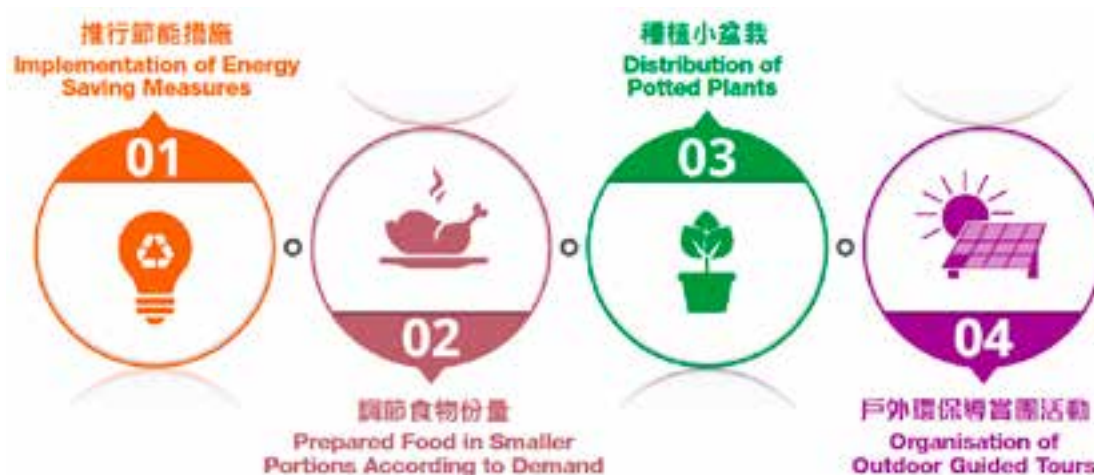 推行節能措施
Implementation of Energy
Saving Measures
01
02
調節食物份量
Prepared Food in Smaller
Portions According to Demand
種植小盆栽
Distribution of
Potted Plants
03
04
戶外環保導賞團活動
Organisation of
Outdoor Guided Tours